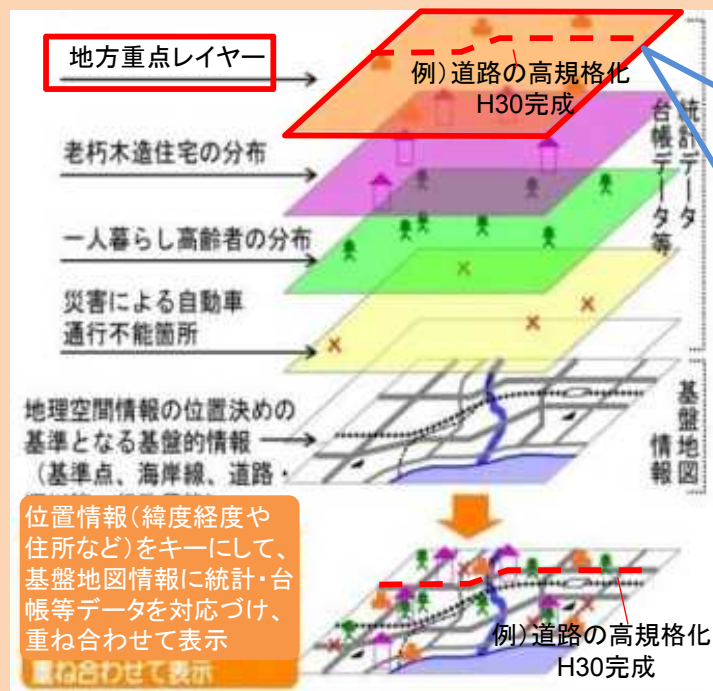 地方重点レイヤー
例）道路の高規格化
H30完成
老朽木造住宅の分布
一人暮らし高齢者の分布
災害による自動車
通行不能箇所
統計データ
台帳データ等
地理空間情報の位置決めの
基準となる基盤的情報
（基準点、海岸線、道路・
基盤地図
情報
位置情報（緯度経度や
住所など）をキーにして、
基盤地図情報に統計・台
帳等データを対応づけ、
重ね合わせて表示
重ね合わせて表示
例）道路の高規格化
H30完成